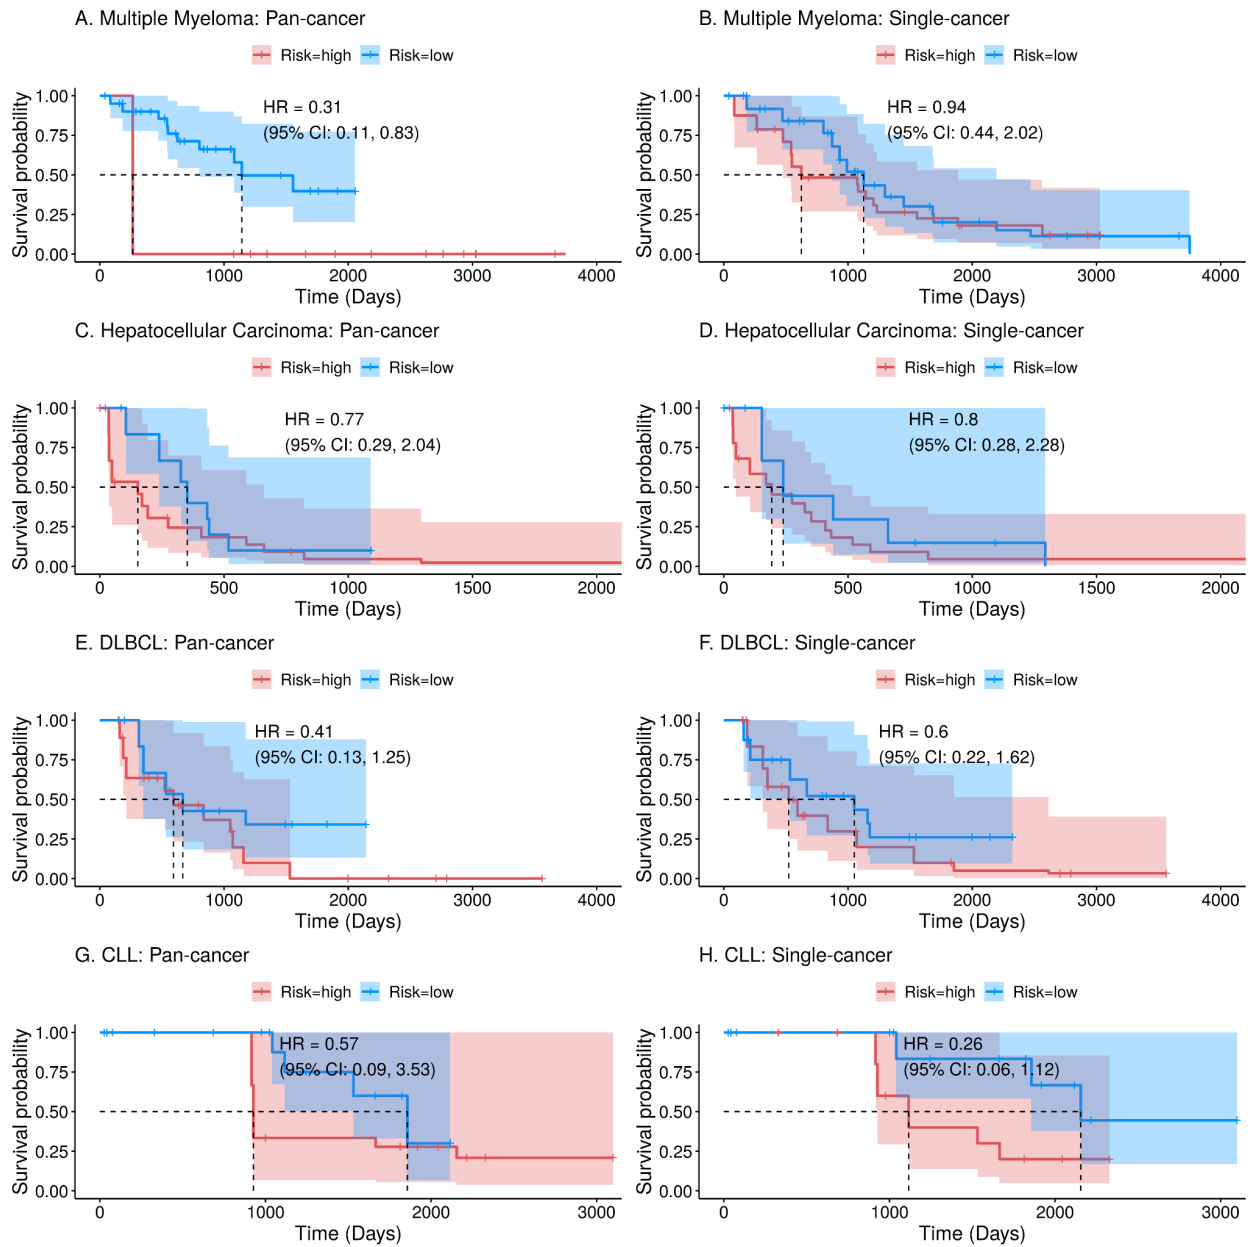 A. Multiple Myeloma: Pan-cancer
Risk=high Risk=low
HR = 0.31
(95% CI: 0.11, 0.83)
Survival probability
1.00
0.75
0.50
0.25
0.00
0 1000 2000 3000 4000
Time (Days)
B. Multiple Myeloma: Single-cancer
Risk=high Risk=low
HR = 0.94
(95% CI: 0.44, 2.02)
Survival probability
1.00
0.75
0.50
0.25
0.00
0 1000 2000 3000 4000
Time (Days)
C. Hepatocellular Carcinoma: Pan-cancer
Risk=high Risk=low
HR = 0.77
(95% CI: 0.29, 2.04)
Survival probability
1.00
0.75
0.50
0.25
0.00
0 500 1000 1500 2000
Time (Days)
D. Hepatocellular Carcinoma: Single-cancer
Risk=high Risk=low
HR = 0.8
(95% CI: 0.28, 2.28)
Survival probability
1.00
0.75
0.50
0.25
0.00
0 500 1000 1500 2000
Time (Days)
E. DLBCL: Pan-cancer
Risk=high Risk=low
HR = 0.41
(95% CI: 0.13, 1.25)
Survival probability
1.00
0.75
0.50
0.25
0.00
0 1000 2000 3000 4000
Time (Days)
F. DLBCL: Single-cancer
Risk=high Risk=low
HR = 0.6
(95% CI: 0.22, 1.62)
Survival probability
1.00
0.75
0.50
0.25
0.00
0 1000 2000 3000 4000
Time (Days)
G. CLL: Pan-cancer
Risk=high Risk=low
HR = 0.57
(95% CI: 0.09, 3.53)
Survival probability
1.00
0.75
0.50
0.25
0.00
0 1000 2000 3000
Time (Days)
H. CLL: Single-cancer
Risk=high Risk=low
HR = 0.26
(95% CI: 0.06, 1.12)
Survival probability
1.00
0.75
0.50
0.25
0.00
0 1000 2000 3000
Time (Days)